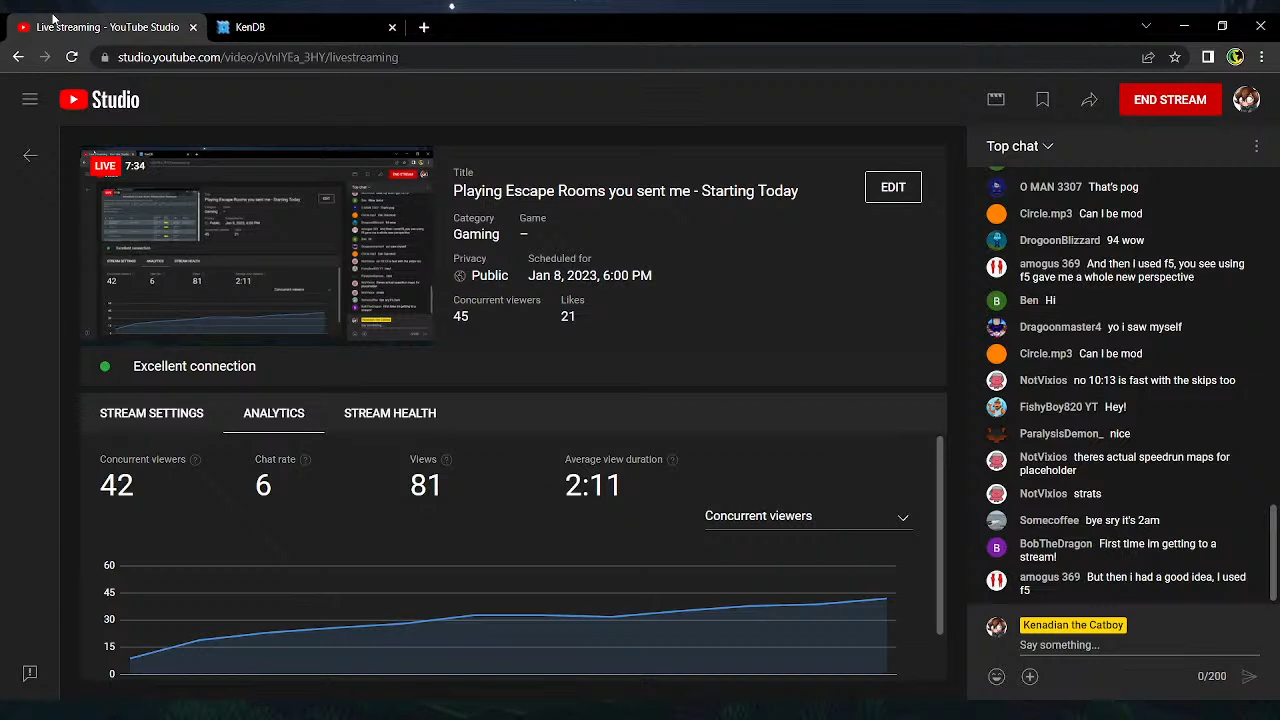 Live streaming - YouTube Studio
KenDB
studio.youtube.com/video/oVnIYEa_3HY/livestreaming
Studio
END STREAM
LIVE 7:34
Title
Playing Escape Rooms you sent me - Starting Today
EDIT
Category Game
Gaming –
Privacy Scheduled for
Public Jan 8, 2023, 6:00 PM
Concurrent viewers Likes
45 21
Excellent connection
STREAM SETTINGS ANALYTICS STREAM HEALTH
Concurrent viewers Chat rate Views Average view duration
42 6 81 2:11
Concurrent viewers
60
45
30
15
0
Top chat
O MAN2307 That's pog
Circle.mp3 Can I be mod
DrogoonBlizzard 94 wow
amogus 369 And then I used f5, you see using
f5 gave me a whole new perspective
Ben Hi
Dragoonmaster4 yo i saw myself
Circle.mp3 Can I be mod
NotVixios no 10:13 is fast with the skips too
FishyBoy820 YT Hey!
ParalysisDemon_ nice
NotVixios theres actual speedrun maps for
placeholder
NotVixios strats
Somecoffee bye sry it's 2am
BobTheDragon First time im getting to a
stream!
amogus 369 But then i had a good idea, I used
f5
Kenadian the Catboy
Say something...
0/200